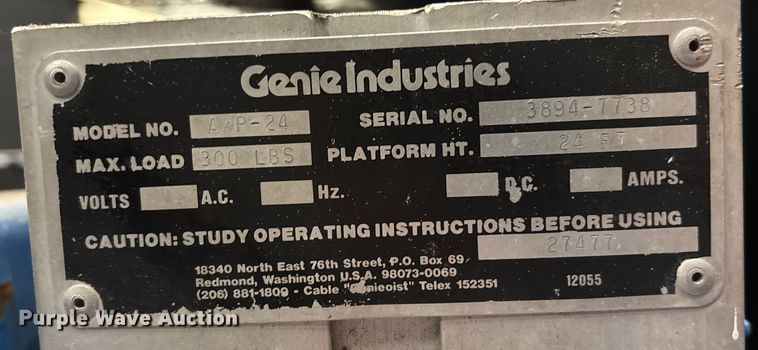 Genie Industries
MODEL NO. AWP-24 SERIAL NO. 3894-7738
MAX. LOAD 300 LBS PLATFORM HT. 24 FT
VOLTS A.C. Hz. D.C. AMPS.
CAUTION: STUDY OPERATING INSTRUCTIONS BEFORE USING
27477
18340 North East 76th Street, P.O. Box 69
Redmond, Washington U.S.A. 98073-0069
(206) 881-1800 - Cable "Genieoist" Telex 152351
12055
Purple Wave Auction